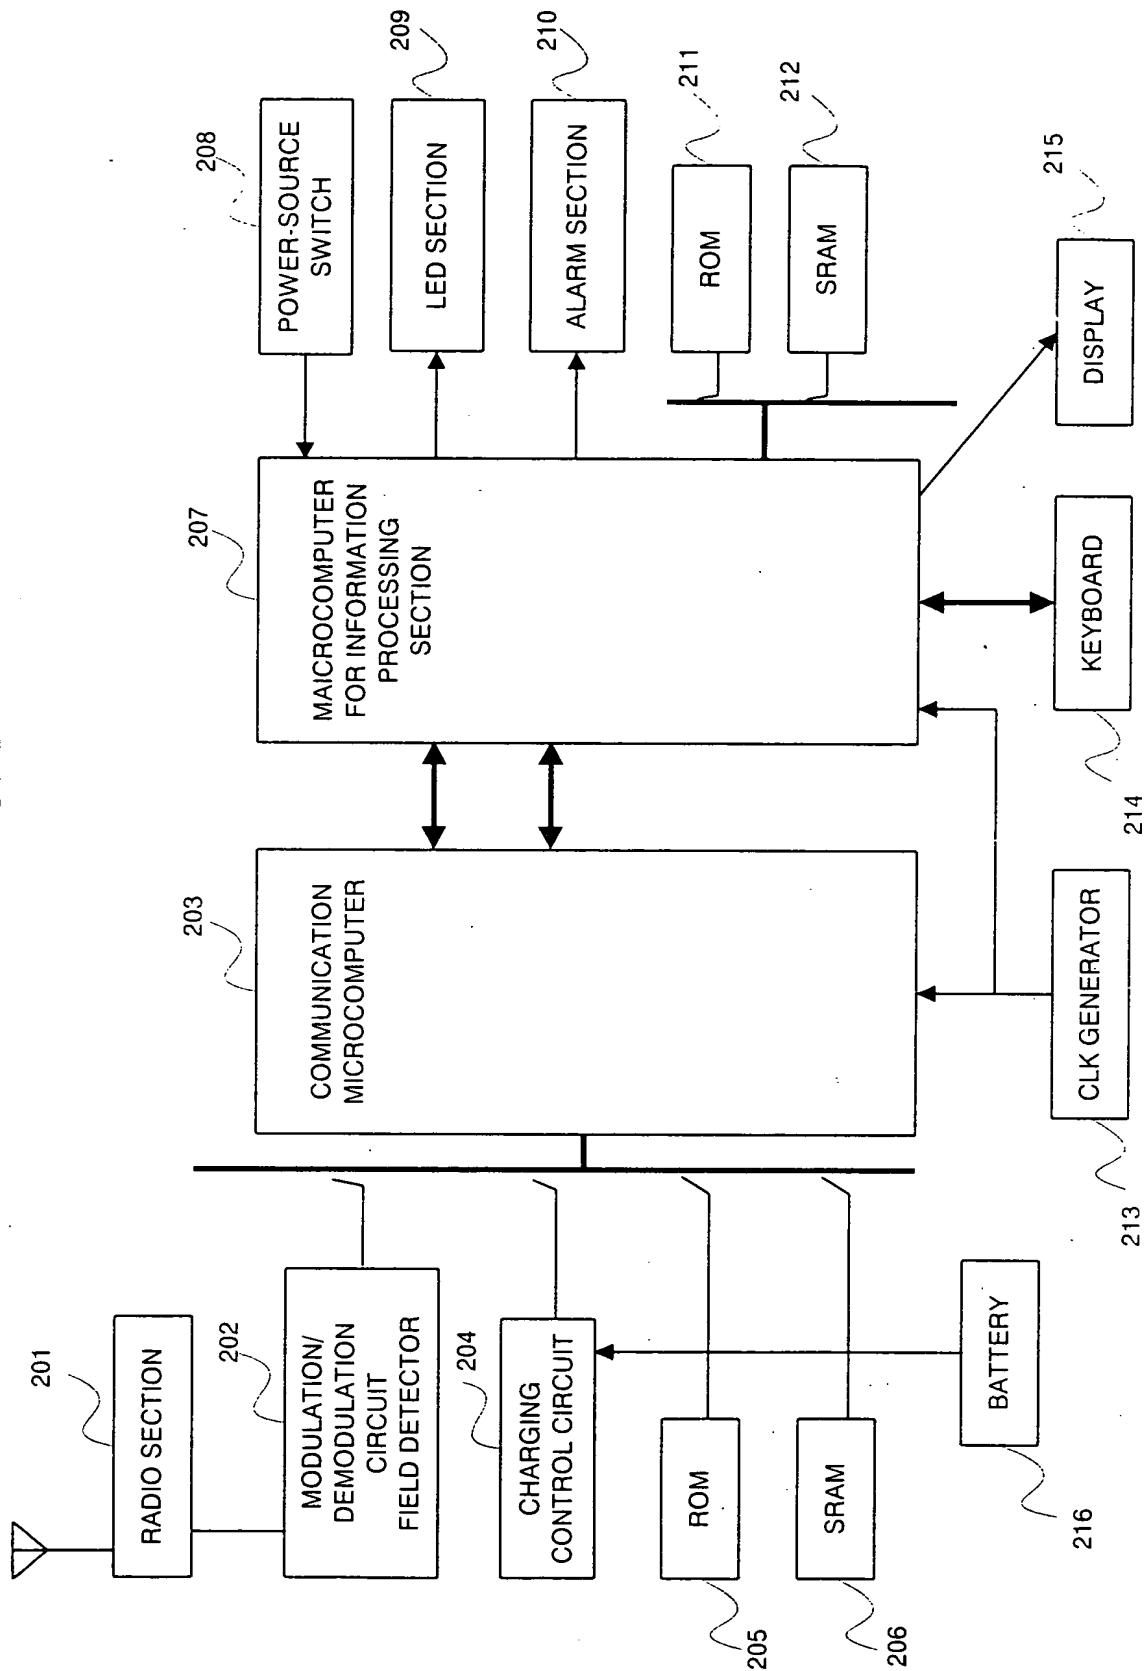 201
RADIO SECTION
202
MODULATION/
DEMODULATION
CIRCUIT
FIELD DETECTOR
204
CHARGING
CONTROL CIRCUIT
ROM
205
SRAM
206
BATTERY
216
203
COMMUNICATION
MICROCOMPUTER
CLK GENERATOR
213
207
MAICROCOMPUTER
FOR INFORMATION
PROCESSING
SECTION
KEYBOARD
214
208
POWER-SOURCE
SWITCH
LED SECTION
209
ALARM SECTION
210
ROM
211
SRAM
212
DISPLAY
215